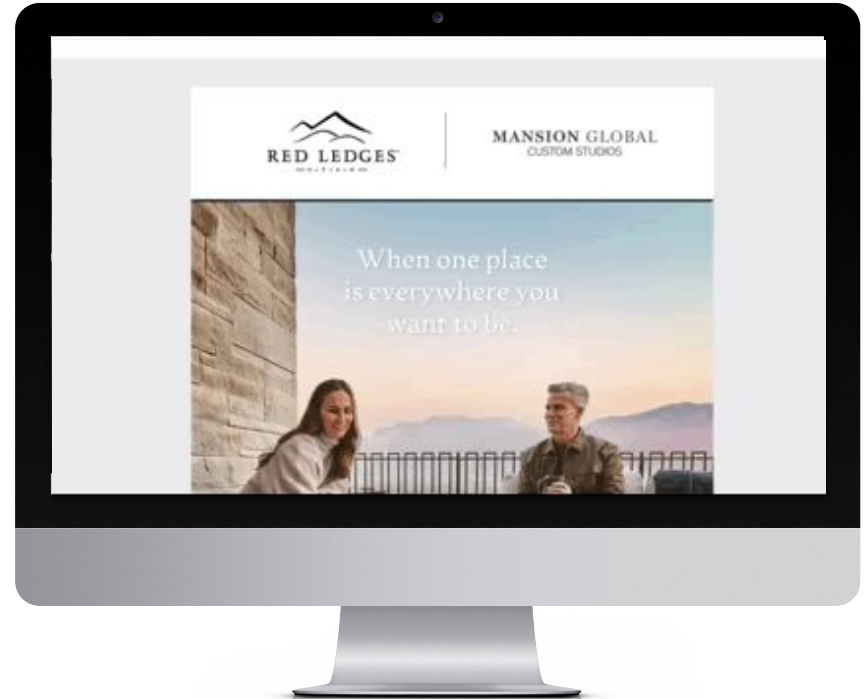 RED LEDGES
MANSION GLOBAL
CUSTOM STUDIOS
When one place
is everywhere you
want to be.